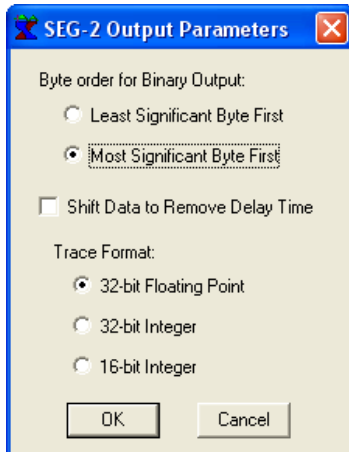 SEG-2 Output Parameters
Byte order for Binary Output:
Least Significant Byte First
Most Significant Byte First
Shift Data to Remove Delay Time
Trace Format:
32-bit Floating Point
32-bit Integer
16-bit Integer
OK Cancel